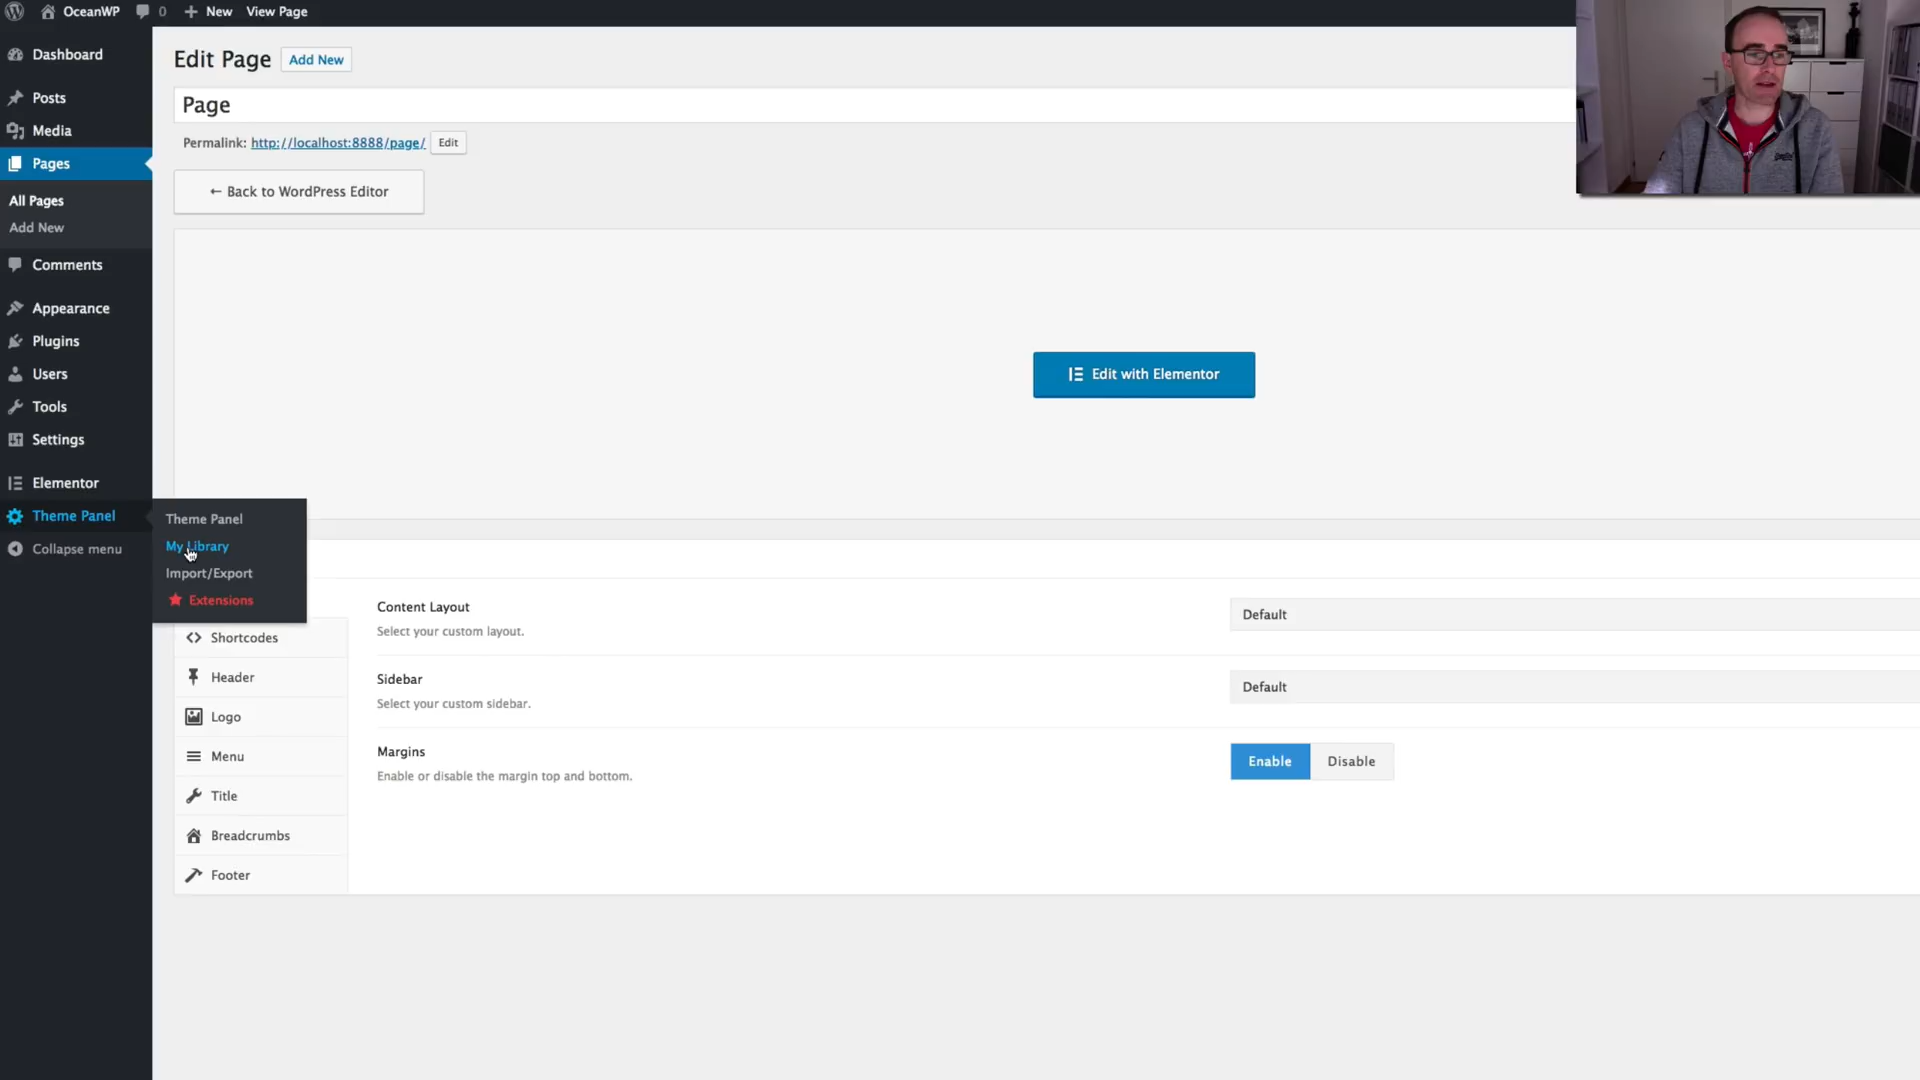 OceanWP 0 New View Page
Dashboard
Posts
Media
Pages
All Pages
Add New
Comments
Appearance
Plugins
Users
Tools
Settings
Elementor
Theme Panel
Collapse menu
Theme Panel
My Library
Import/Export
Extensions
Edit Page Add New
Page
Permalink: http://localhost:8888/page/ Edit
← Back to WordPress Editor
Edit with Elementor
Shortcodes
Header
Logo
Menu
Title
Breadcrumbs
Footer
Content Layout
Select your custom layout.
Default
Sidebar
Select your custom sidebar.
Default
Margins
Enable or disable the margin top and bottom.
Enable Disable